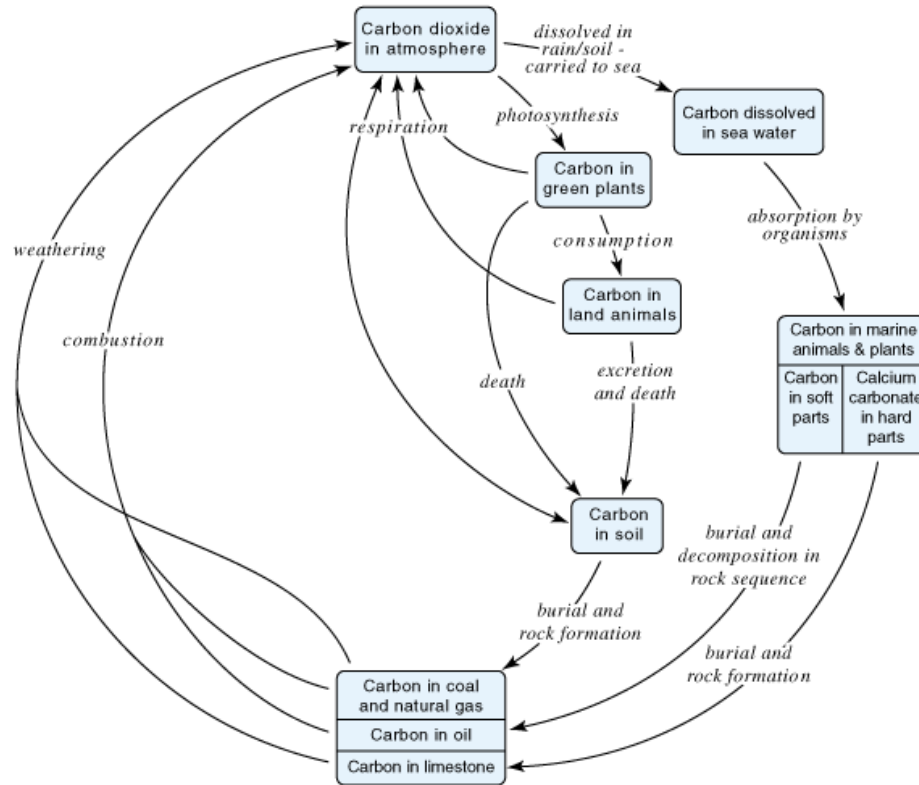 Carbon dioxide
in atmosphere
dissolved in
rain/soil -
carried to sea
Carbon dissolved
in sea water
respiration
photosynthesis
Carbon in
green plants
absorption by
organisms
weathering
consumption
Carbon in
land animals
combustion
Carbon in marine
animals & plants
Carbon
in soft
parts
Calcium
carbonate
in hard
parts
death
excretion
and death
Carbon
in soil
burial and
decomposition in
rock sequence
burial and
rock formation
burial and
rock formation
Carbon in coal
and natural gas
Carbon in oil
Carbon in limestone